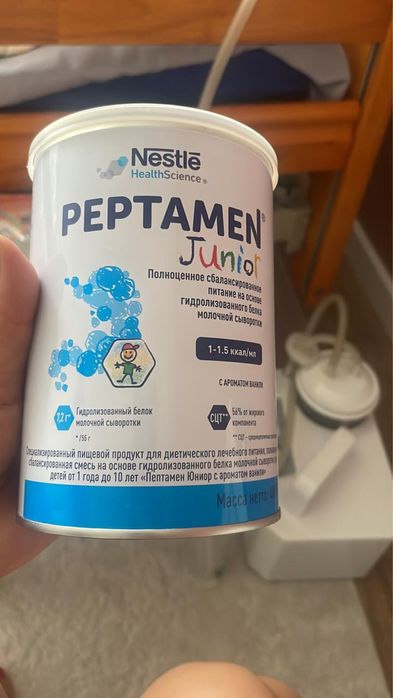 Nestlé
HealthScience®
PEPTAMEN®
Junior
Полноценное сбалансированное
питание на основе
гидролизованного белка
молочной сыворотки
1-1.5 ккал/мл
С АРОМАТОМ ВАНИЛИ
7,2 г*
Гидролизованный белок
молочной сыворотки
* /55 г
СЦТ**
56% от жирового
компонента
** СЦТ -
Специализированный пищевой продукт для диетического лечебного питания,
сбалансированная смесь на основе гидролизованного белка молочной сыворотки
детей от 1 года до 10 лет «Пептамен Юниор с ароматом ванили»
Масса нетто: